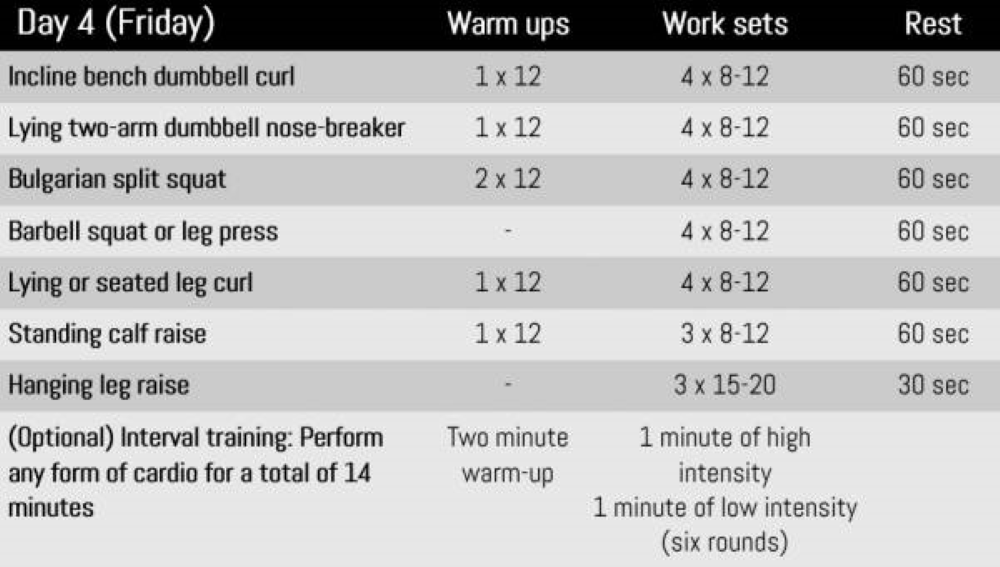 Day 4 (Friday) Warm ups Work sets Rest
Incline bench dumbbell curl 1 x 12 4 x 8-12 60 sec
Lying two-arm dumbbell nose-breaker 1 x 12 4 x 8-12 60 sec
Bulgarian split squat 2 x 12 4 x 8-12 60 sec
Barbell squat or leg press - 4 x 8-12 60 sec
Lying or seated leg curl 1 x 12 4 x 8-12 60 sec
Standing calf raise 1 x 12 3 x 8-12 60 sec
Hanging leg raise - 3 x 15-20 30 sec
(Optional) Interval training: Perform Two minute 1 minute of high
any form of cardio for a total of 14 warm-up intensity
minutes 1 minute of low intensity
(six rounds)